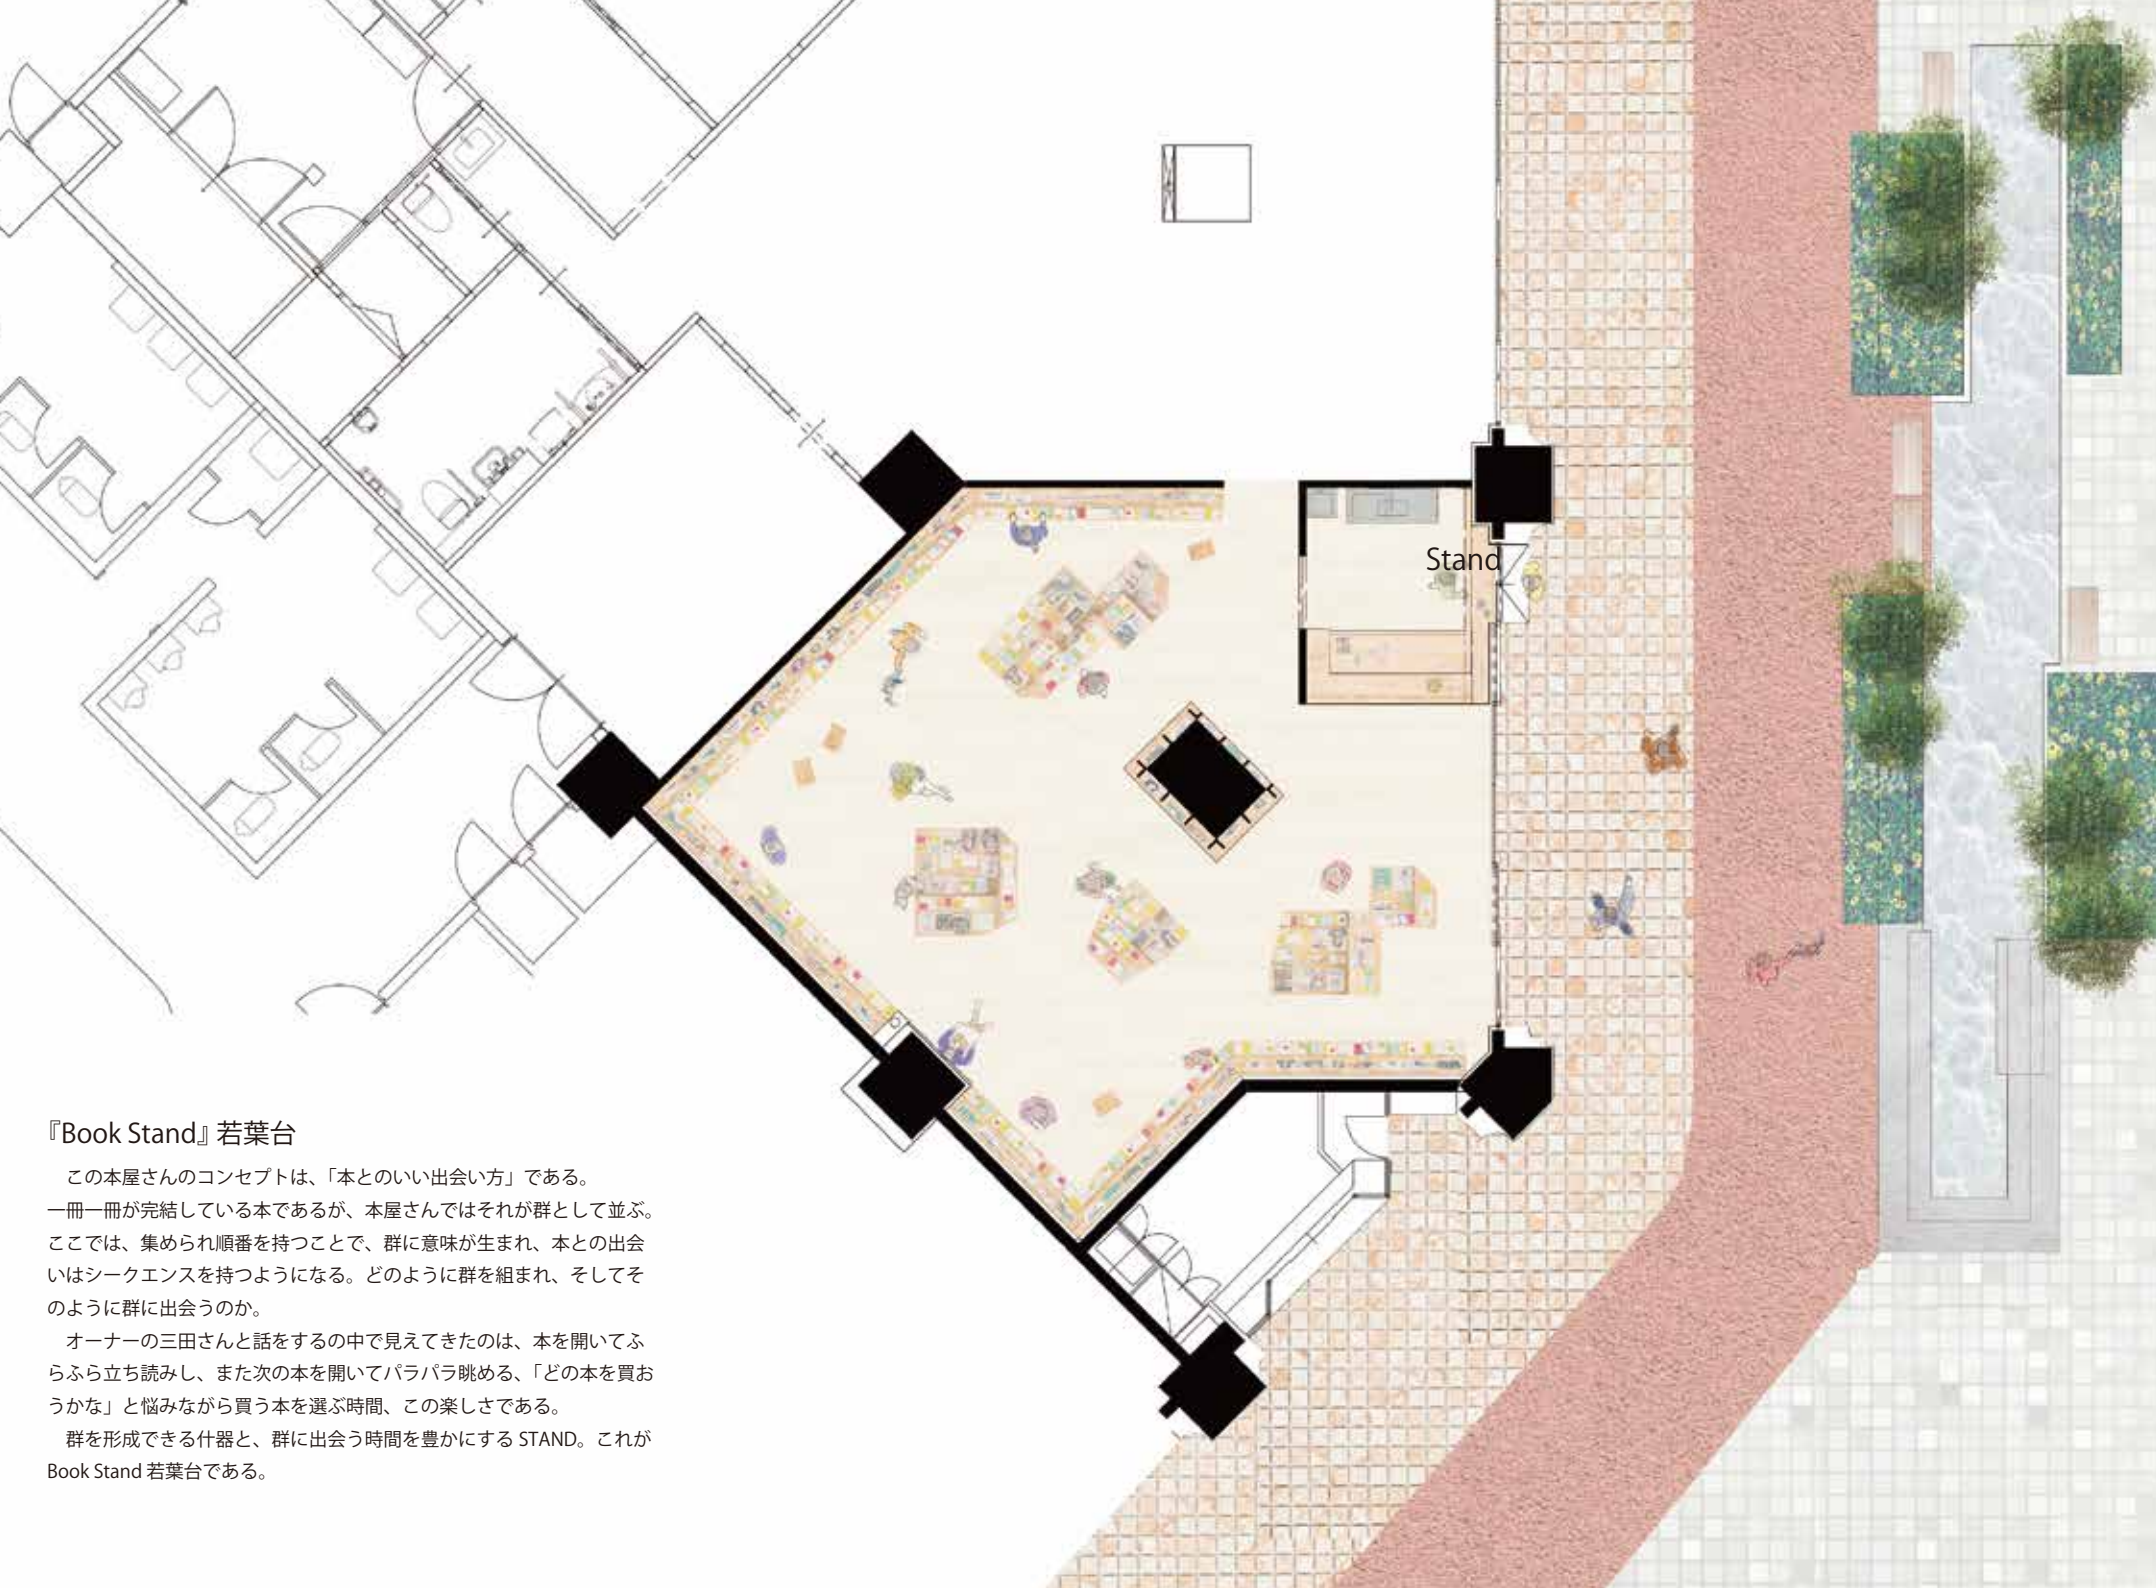 Stand
『Book Stand』若葉台
　この本屋さんのコンセプトは、「本とのいい出会い方」である。
一冊一冊が完結している本であるが、本屋さんではそれが群として並ぶ。
ここでは、集められ順番を持つことで、群に意味が生まれ、本との出会
いはシークエンスを持つようになる。どのように群を組まれ、そしてそ
のように群に出会うのか。
　オーナーの三田さんと話をするの中で見えてきたのは、本を開いてふ
らふら立ち読みし、また次の本を開いてパラパラ眺める、「どの本を買お
うかな」と悩みながら買う本を選ぶ時間、この楽しさである。
　群を形成できる什器と、群に出会う時間を豊かにする STAND。これが
Book Stand 若葉台である。